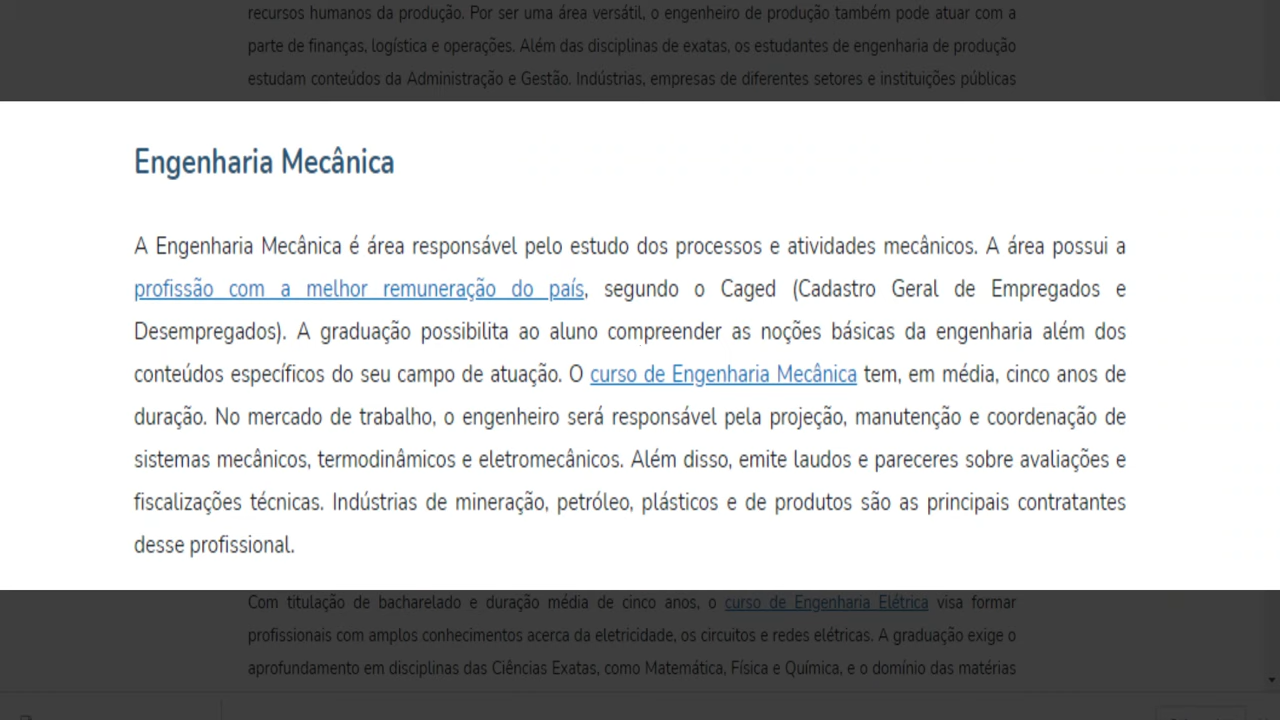 recursos humanos da produção. Por ser uma área versátil, o engenheiro de produção também pode atuar com a
parte de finanças, logística e operações. Além das disciplinas de exatas, os estudantes de engenharia de produção
estudam conteúdos da Administração e Gestão. Indústrias, empresas de diferentes setores e instituições públicas
Engenharia Mecânica
A Engenharia Mecânica é área responsável pelo estudo dos processos e atividades mecânicos. A área possui a
profissão com a melhor remuneração do país, segundo o Caged (Cadastro Geral de Empregados e
Desempregados). A graduação possibilita ao aluno compreender as noções básicas da engenharia além dos
conteúdos específicos do seu campo de atuação. O curso de Engenharia Mecânica tem, em média, cinco anos de
duração. No mercado de trabalho, o engenheiro será responsável pela projeção, manutenção e coordenação de
sistemas mecânicos, termodinâmicos e eletromecânicos. Além disso, emite laudos e pareceres sobre avaliações e
fiscalizações técnicas. Indústrias de mineração, petróleo, plásticos e de produtos são as principais contratantes
desse profissional.
Com titulação de bacharelado e duração média de cinco anos, o curso de Engenharia Elétrica visa formar
profissionais com amplos conhecimentos acerca da eletricidade, os circuitos e redes elétricas. A graduação exige o
aprofundamento em disciplinas das Ciências Exatas, como Matemática, Física e Química, e o domínio das matérias